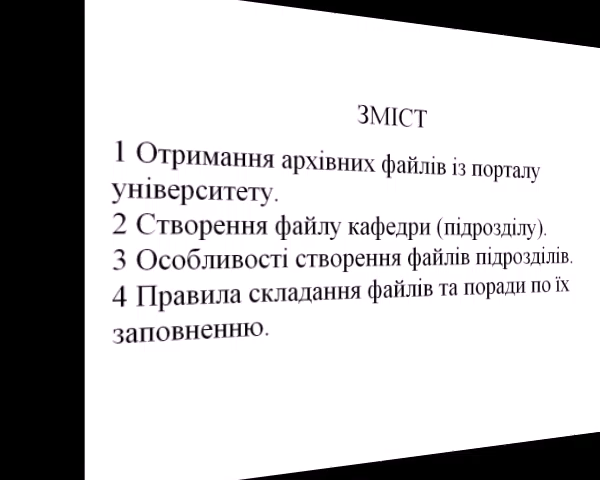 ЗМІСТ
1 Отримання архівних файлів із порталу
університету.
2 Створення файлу кафедри (підрозділу).
3 Особливості створення файлів підрозділів.
4 Правила складання файлів та поради по їх
заповненню.